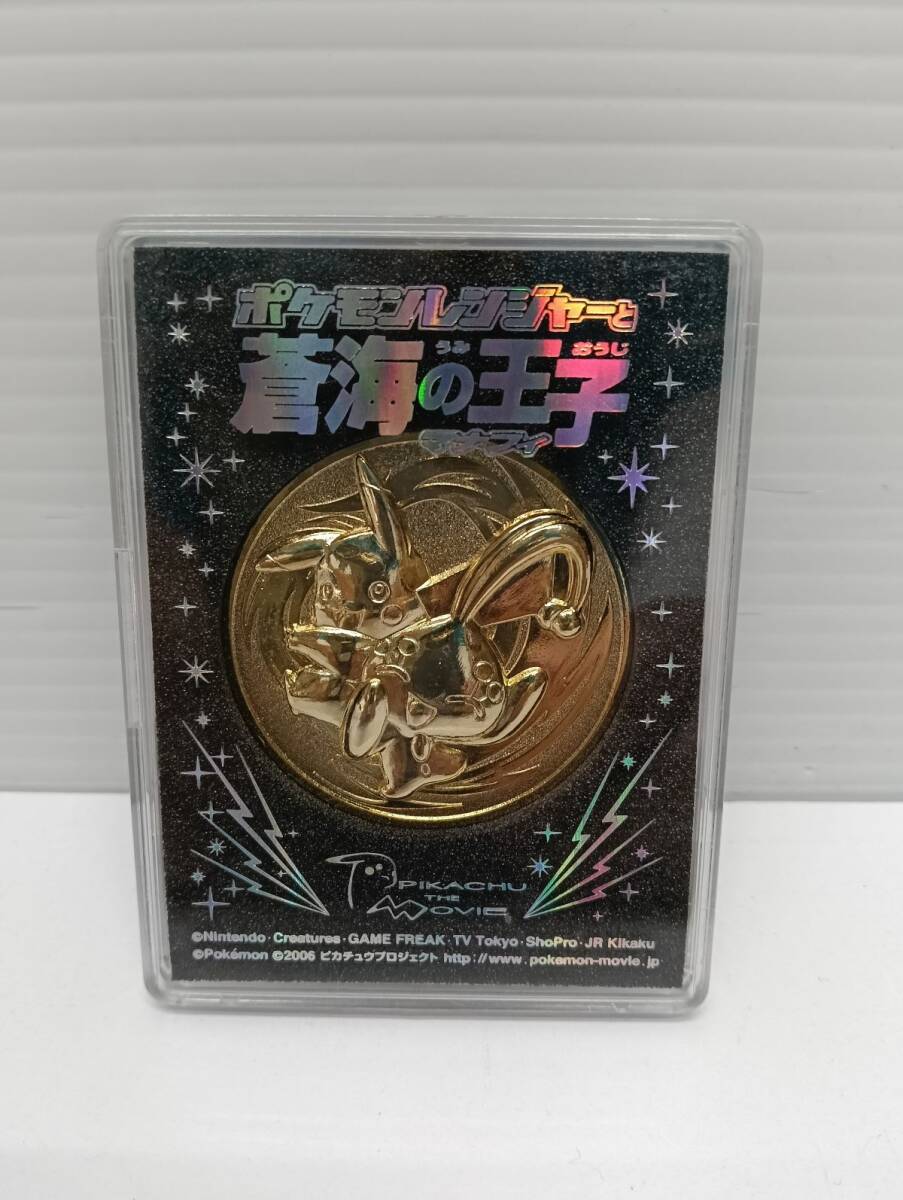 ポケモンレンジャーと
うみ おうじ
蒼海の王子
マナフィ
PIKACHU
THE
MOVIE
©Nintendo・Creatures・GAME FREAK・TV Tokyo・ShoPro・JR Kikaku
©Pokémon ©2006 ピカチュウプロジェクト http://www.pokemon-movie.jp